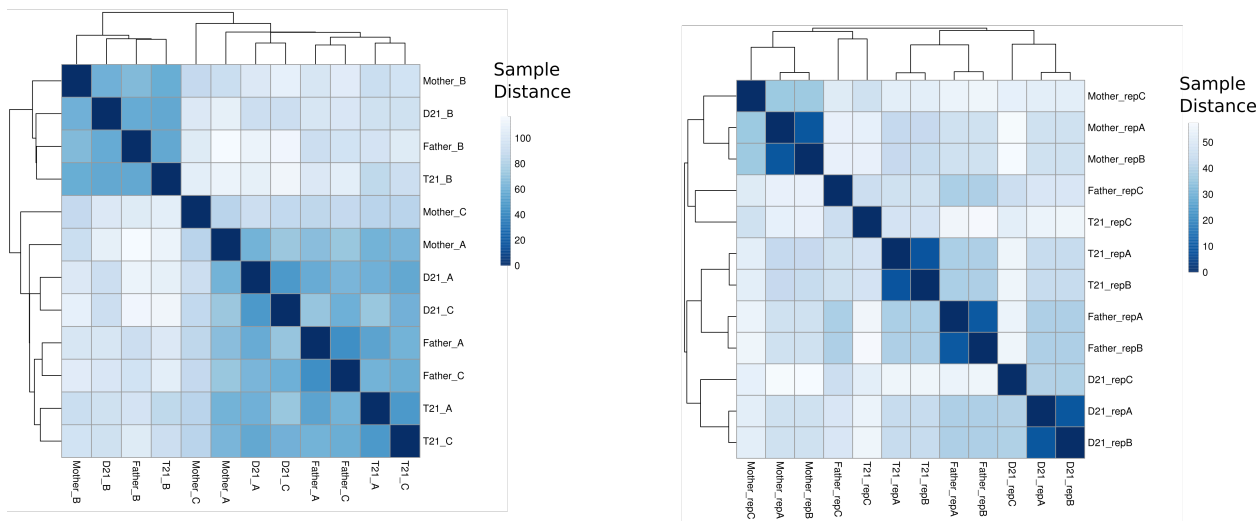 Sample
Distance
100
80
60
40
20
0
Mother_B
D21_B
Father_B
T21_B
Mother_C
Mother_A
D21_A
D21_C
Father_A
Father_C
T21_A
T21_C
Mother_B
D21_B
Father_B
T21_B
Mother_C
Mother_A
D21_A
D21_C
Father_A
Father_C
T21_A
T21_C
Sample
Distance
50
40
30
20
10
0
Mother_repC
Mother_repA
Mother_repB
Father_repC
T21_repC
T21_repA
T21_repB
Father_repA
Father_repB
D21_repC
D21_repA
D21_repB
Mother_repC
Mother_repA
Mother_repB
Father_repC
T21_repC
T21_repA
T21_repB
Father_repA
Father_repB
D21_repC
D21_repA
D21_repB